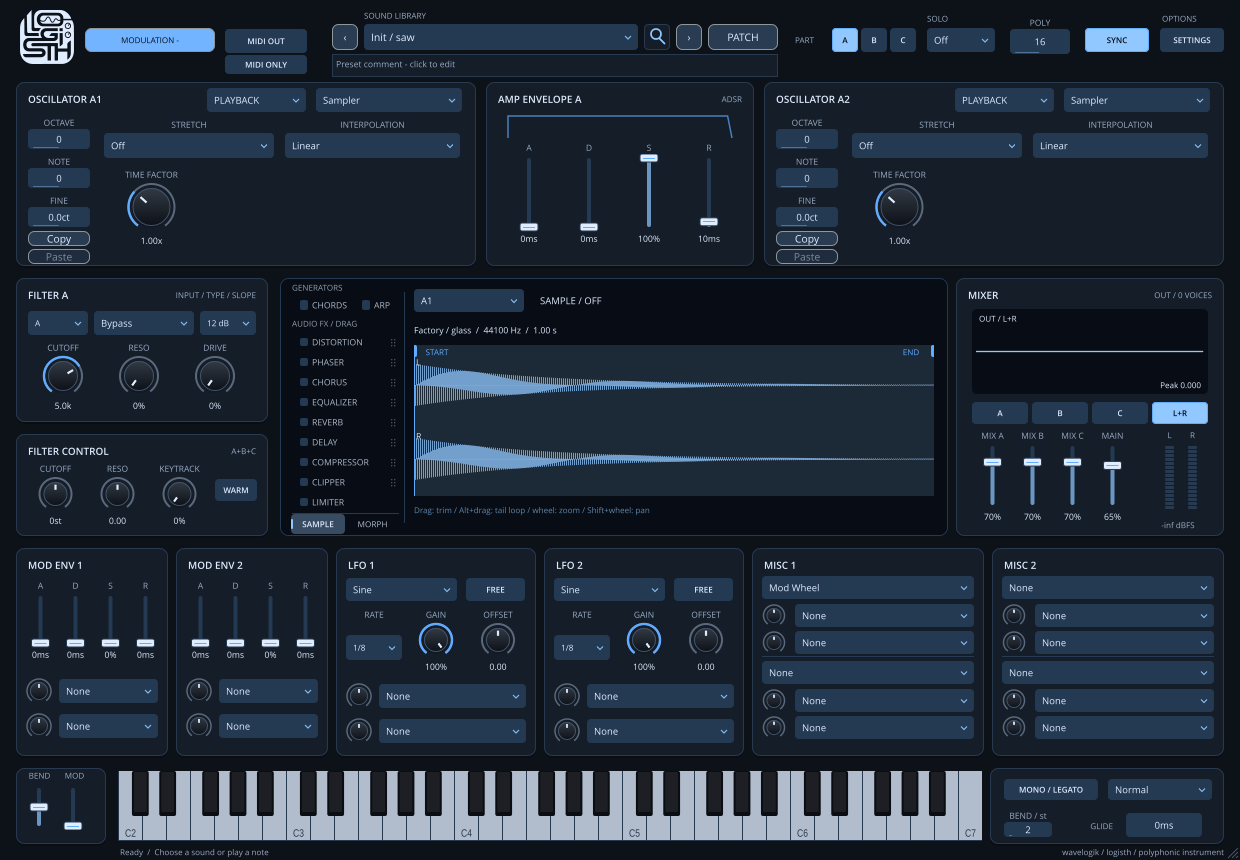 LOGISTH
MODULATION -
MIDI OUT
MIDI ONLY
SOUND LIBRARY
‹
Init / saw
›
PATCH
Preset comment - click to edit
PART
A
B
C
SOLO
Off
POLY
16
SYNC
OPTIONS
SETTINGS
OSCILLATOR A1
PLAYBACK
Sampler
OCTAVE
0
STRETCH
Off
INTERPOLATION
Linear
NOTE
0
TIME FACTOR
1.00x
FINE
0.0ct
Copy
Paste
AMP ENVELOPE A
ADSR
A D S R
0ms 0ms 100% 10ms
OSCILLATOR A2
PLAYBACK
Sampler
OCTAVE
0
STRETCH
Off
INTERPOLATION
Linear
NOTE
0
TIME FACTOR
1.00x
FINE
0.0ct
Copy
Paste
FILTER A
INPUT / TYPE / SLOPE
A
Bypass
12 dB
CUTOFF RESO DRIVE
5.0k 0% 0%
FILTER CONTROL
A+B+C
CUTOFF RESO KEYTRACK
WARM
0st 0.00 0%
GENERATORS
CHORDS ARP
AUDIO FX / DRAG
DISTORTION
PHASER
CHORUS
EQUALIZER
REVERB
DELAY
COMPRESSOR
CLIPPER
LIMITER
SAMPLE MORPH
A1
SAMPLE / OFF
Factory / glass / 44100 Hz / 1.00 s
START END
L
R
Drag: trim / Alt+drag: tail loop / wheel: zoom / Shift+wheel: pan
MIXER
OUT / 0 VOICES
OUT / L+R
Peak 0.000
A B C L+R
MIX A MIX B MIX C MAIN L R
70% 70% 70% 65%
-inf dBFS
MOD ENV 1
A D S R
0ms 0ms 0% 0ms
None
None
MOD ENV 2
A D S R
0ms 0ms 0% 0ms
None
None
LFO 1
Sine
FREE
RATE GAIN OFFSET
1/8
100% 0.00
None
None
LFO 2
Sine
FREE
RATE GAIN OFFSET
1/8
100% 0.00
None
None
MISC 1
Mod Wheel
None
None
None
None
None
MISC 2
None
None
None
None
None
None
BEND MOD
C2 C3 C4 C5 C6 C7
MONO / LEGATO
Normal
BEND / st
2
GLIDE
0ms
Ready / Choose a sound or play a note
wavelogik / logisth / polyphonic instrument